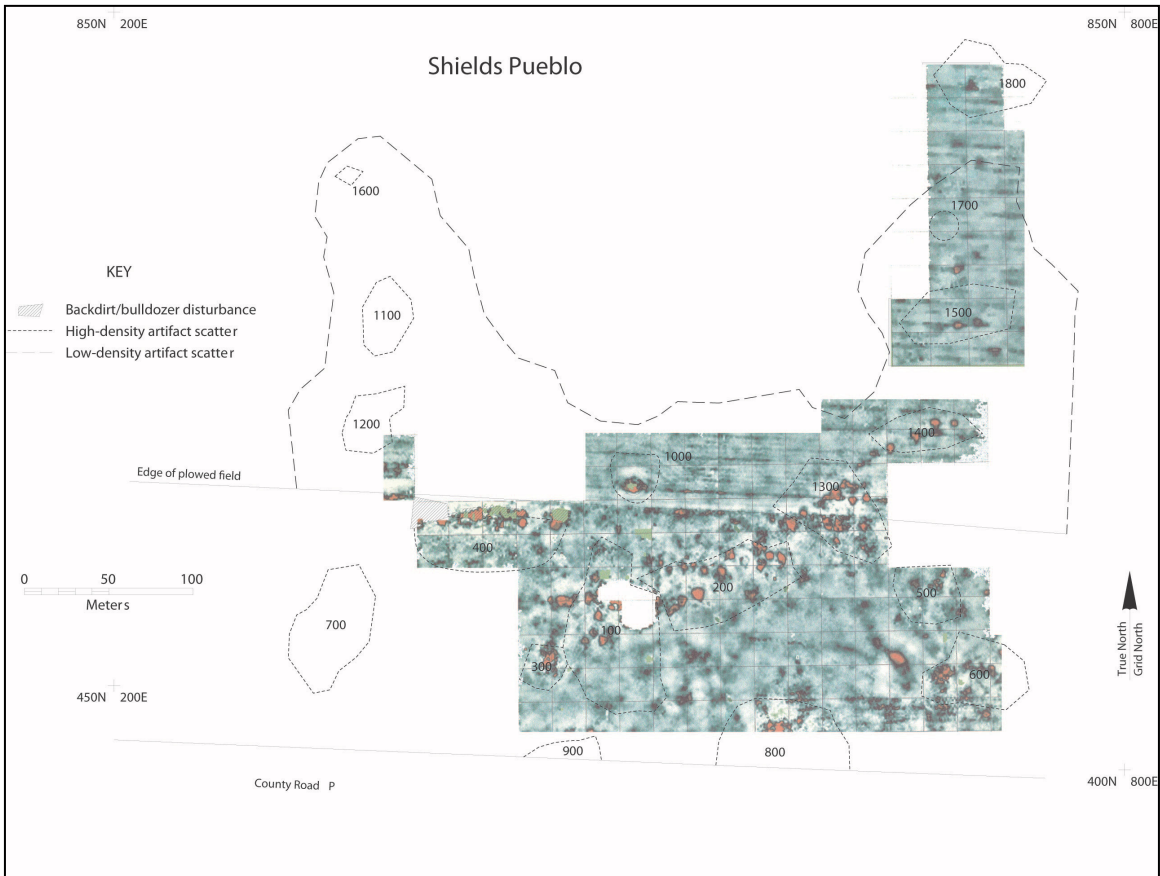 850N 200E
850N 800E
Shields Pueblo
1800
1600
1700
KEY
Backdirt/bulldozer disturbance
High-density artifact scatter
Low-density artifact scatter
1100
1500
1200
1400
1000
Edge of plowed field
1300
400
0 50 100
Meters
200
500
700
100
300
600
True North
Grid North
450N 200E
900
800
County Road P
400N 800E